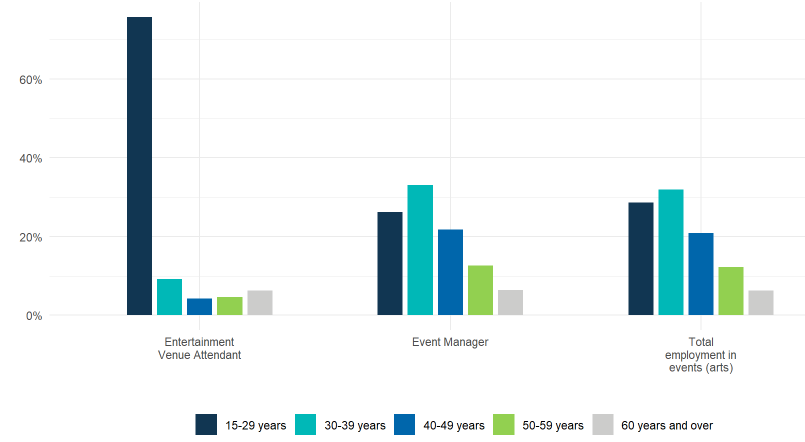 60%
40%
20%
0%
Entertainment
Venue Attendant
Event Manager
Total
employment in
events (arts)
15-29 years
30-39 years
40-49 years
50-59 years
60 years and over